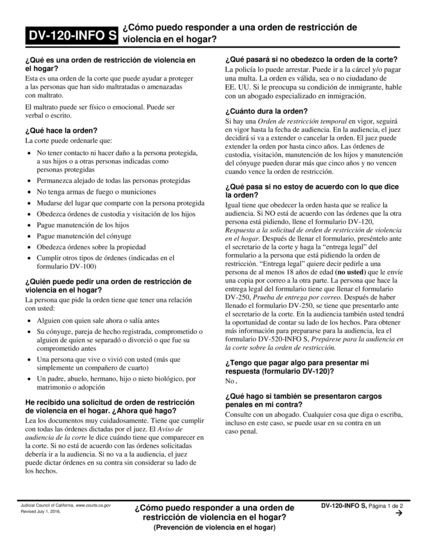 DV-120-INFO S
¿Cómo puedo responder a una orden de restricción de
violencia en el hogar?
¿Qué es una orden de restricción de violencia en
el hogar?
Esta es una orden de la corte que puede ayudar a proteger
a las personas que han sido maltratadas o amenazadas
con maltrato.
El maltrato puede ser físico o emocional. Puede ser
verbal o escrito.
¿Qué hace la orden?
La corte puede ordenarle que:
• No tener contacto ni hacer daño a la persona protegida,
a sus hijos o a otras personas indicadas como
personas protegidas
• Permanezca alejado de todas las personas protegidas
• No tenga armas de fuego o municiones
• Mudarse del lugar que comparte con la persona protegida
• Obedezca órdenes de custodia y visitación de los hijos
• Pague manutención de los hijos
• Pague manutención del cónyuge
• Obedezca órdenes sobre la propiedad
• Cumplir otros tipos de órdenes (indicadas en el
formulario DV-100)
¿Quién puede pedir una orden de restricción de
violencia en el hogar?
La persona que pide la orden tiene que tener una relación
con usted:
• Alguien con quien sale ahora o salía antes
• Su cónyuge, pareja de hecho registrada, comprometido o
alguien de quien se separado o divorció o que fue su
comprometido antes
• Una persona que vive o vivió con usted (más que
simplemente un compañero de cuarto)
• Un padre, abuelo, hermano, hijo o nieto biológico, por
matrimonio o adopción
He recibido una solicitud de orden de restricción
de violencia en el hogar. ¿Ahora qué hago?
Lea los documentos muy cuidadosamente. Tiene que cumplir
con todas las órdenes dictadas por el juez. El Aviso de
audiencia de la corte le dice cuándo tiene que comparecer en
la corte. Si no está de acuerdo con las órdenes solicitadas
debería ir a la audiencia. Si no va a la audiencia, el juez
puede dictar órdenes en su contra sin considerar su lado de
los hechos.
¿Qué pasará si no obedezco la orden de la corte?
La policía lo puede arrestar. Puede ir a la cárcel y/o pagar
una multa. La orden es válida, sea o no ciudadano de
EE. UU. Si le preocupa su condición de inmigrante, hable
con un abogado especializado en inmigración.
¿Cuánto dura la orden?
Si hay una Orden de restricción temporal en vigor, seguirá
en vigor hasta la fecha de audiencia. En la audiencia, el juez
decidirá si va a extender o cancelar la orden. El juez puede
extender la orden por hasta cinco años. Las órdenes de
custodia, visitación, manutención de los hijos y manutención
del cónyuge pueden durar más que cinco años y no vencen
cuando vence la orden de restricción.
¿Qué pasa si no estoy de acuerdo con lo que dice
la orden?
Igual tiene que obedecer la orden hasta que se realice la
audiencia. Si NO está de acuerdo con las órdenes que la otra
persona está pidiendo, llene el formulario DV-120,
Respuesta a la solicitud de orden de restricción de violencia
en el hogar. Después de llenar el formulario, preséntelo ante
el secretario de la corte y haga la “entrega legal” del
formulario a la persona que está pidiendo la orden de
restricción. “Entrega legal” quiere decir pedirle a una
persona de al menos 18 años de edad (no usted) que le envíe
una copia por correo a la otra parte. La persona que hace la
entrega legal del formulario tiene que llenar el formulario
DV-250, Prueba de entrega por correo. Después de haber
llenado el formulario DV-250, se tiene que presentarlo ante
el secretario de la corte. En la audiencia también usted tendrá
la oportunidad de contar su lado de los hechos. Para obtener
más información para prepararse para la audiencia, lea el
formulario DV-520-INFO S, Prepárese para la audiencia en
la corte sobre la orden de restricción.
¿Tengo que pagar algo para presentar mi
respuesta (formulario DV-120)?
No.
¿Qué hago si también se presentaron cargos
penales en mi contra?
Consulte con un abogado. Cualquier cosa que diga o escriba,
incluso en este caso, se puede usar en su contra en un
caso penal.
Judicial Council of California, www.courts.ca.gov
Revised July 1, 2016,
¿Cómo puedo responder a una orden de
restricción de violencia en el hogar?
(Prevención de violencia en el hogar)
DV-120-INFO S, Página 1 de 2
→